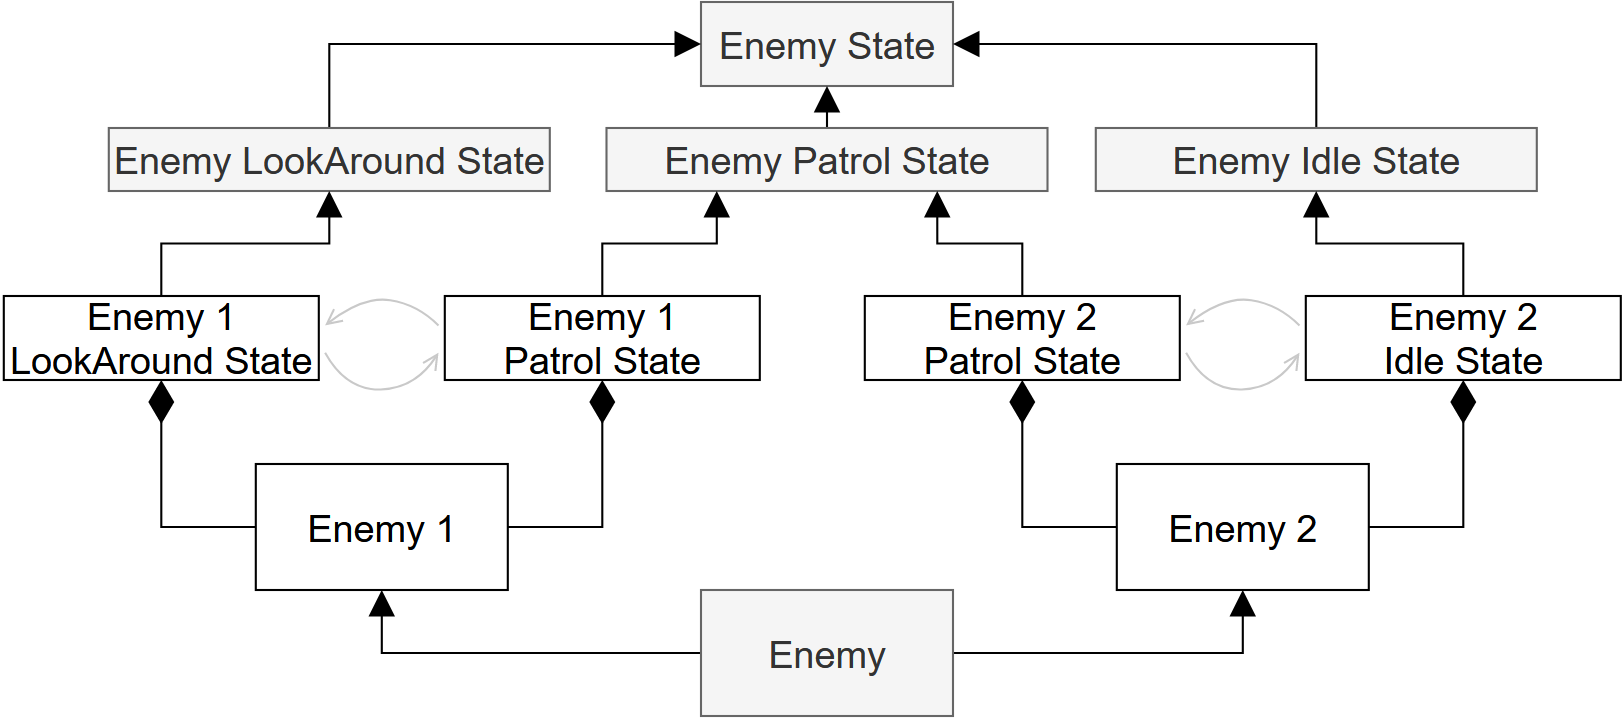 Enemy State
Enemy LookAround State
Enemy Patrol State
Enemy Idle State
Enemy 1
LookAround State
Enemy 1
Patrol State
Enemy 2
Patrol State
Enemy 2
Idle State
Enemy 1
Enemy 2
Enemy